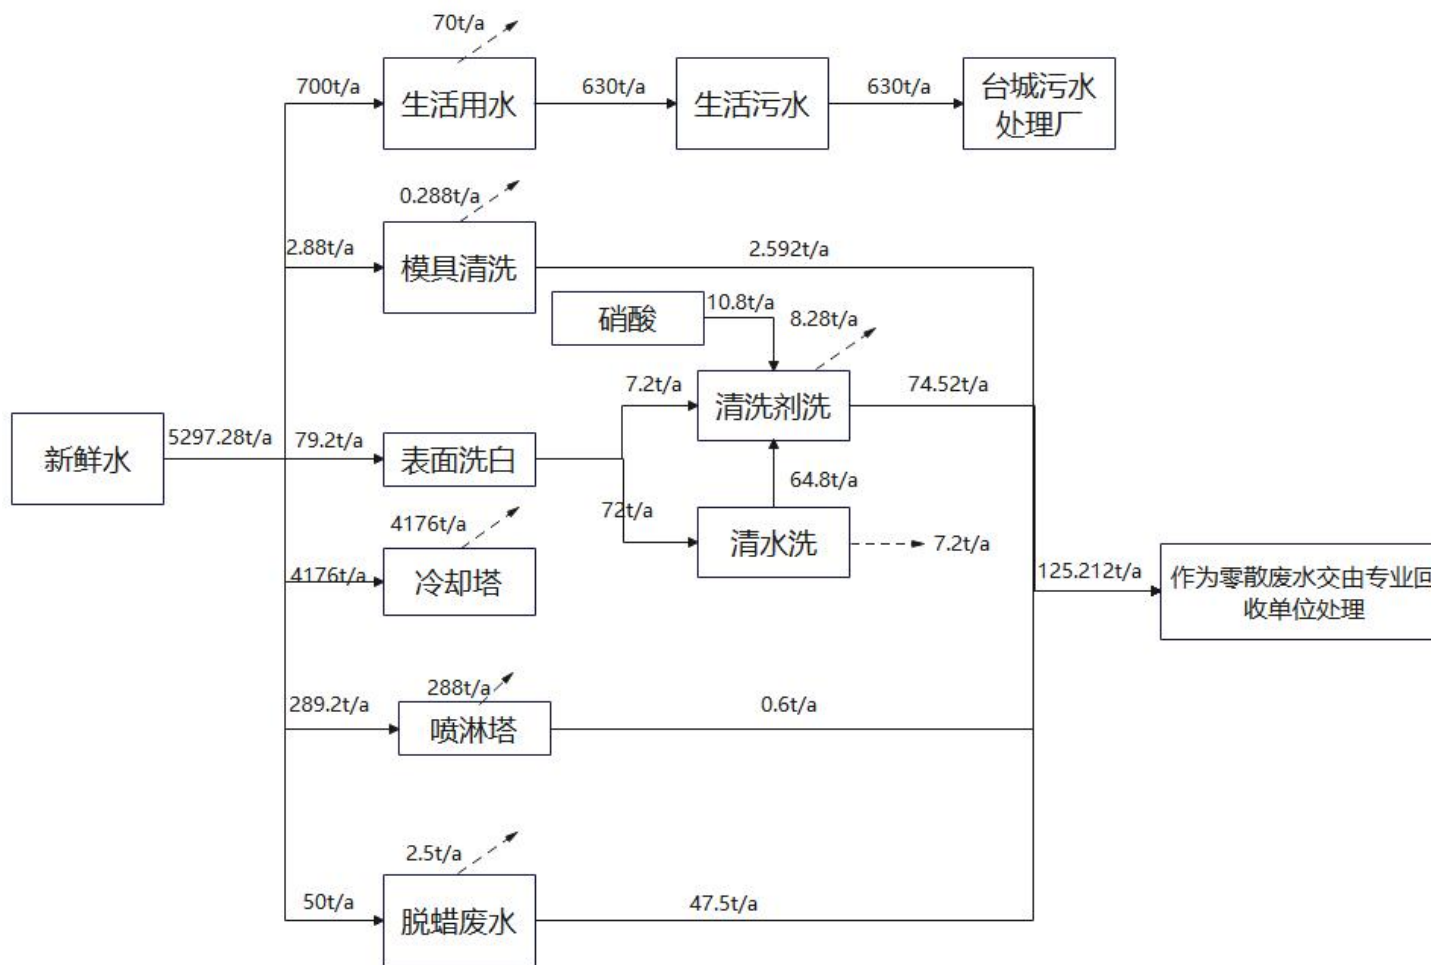 70t/a
700t/a
生活用水
630t/a
生活污水
630t/a
台城污水
处理厂
0.288t/a
2.88t/a
模具清洗
2.592t/a
硝酸
10.8t/a
8.28t/a
7.2t/a
清洗剂洗
74.52t/a
新鲜水
5297.28t/a
79.2t/a
表面洗白
64.8t/a
72t/a
清水洗
7.2t/a
4176t/a
4176t/a
冷却塔
125.212t/a
作为零散废水交由专业回
收单位处理
288t/a
289.2t/a
喷淋塔
0.6t/a
2.5t/a
50t/a
脱蜡废水
47.5t/a